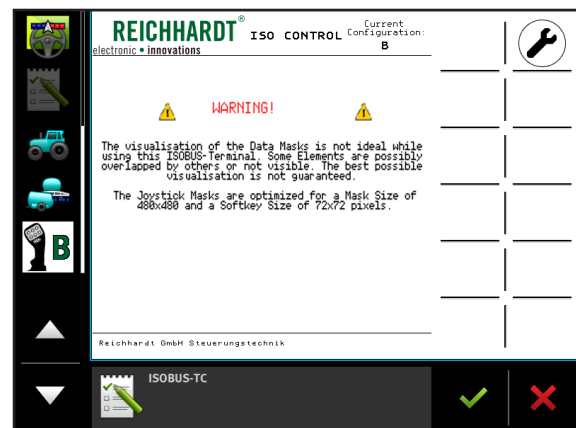 REICHHARDT®
electronic • innovations
ISO CONTROL
Current
Configuration:
B
WARNING!
The visualisation of the Data Masks is not ideal while
using this ISOBUS-Terminal. Some Elements are possibly
overlapped by others or not visible. The best possible
visualisation is not guaranteed.
The Joystick Masks are optimized for a Mask Size of
480x480 and a Softkey Size of 72x72 pixels.
B
Reichhardt GmbH Steuerungstechnik
ISOBUS-TC